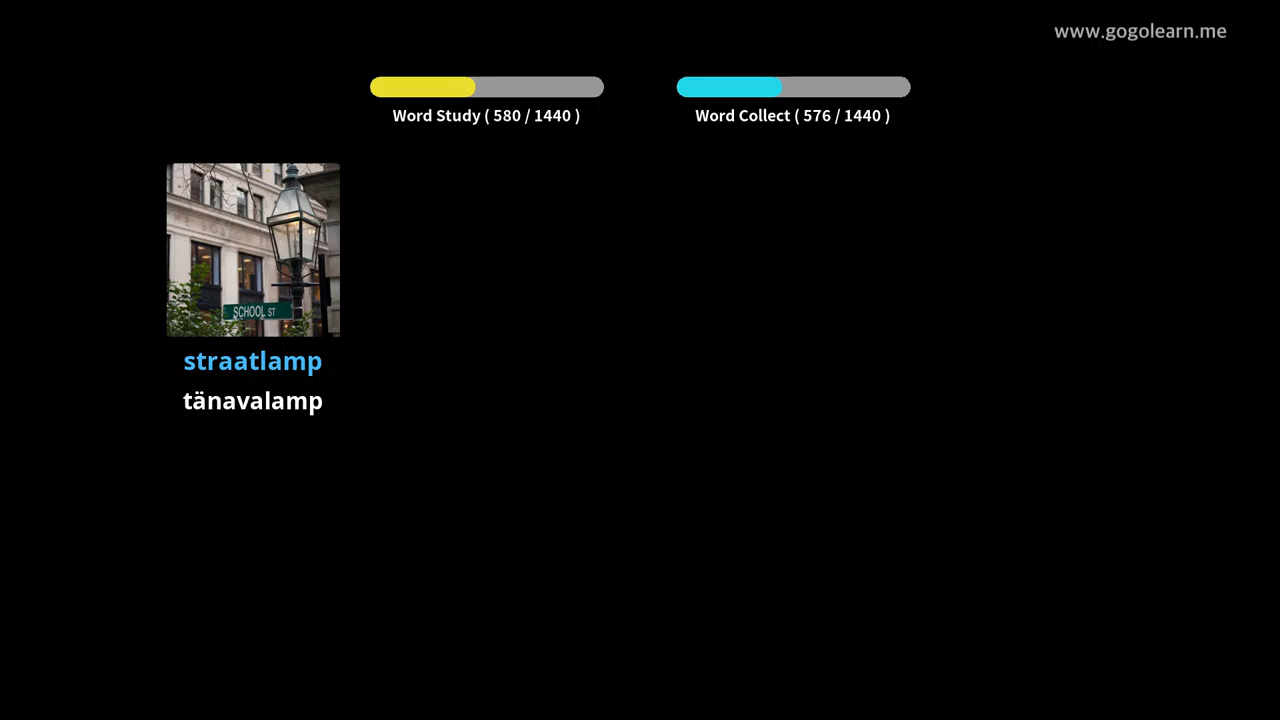 www.gogolearn.me
Word Study ( 580 / 1440 )
Word Collect ( 576 / 1440 )
SCHOOL ST
straatlamp
tänavalamp